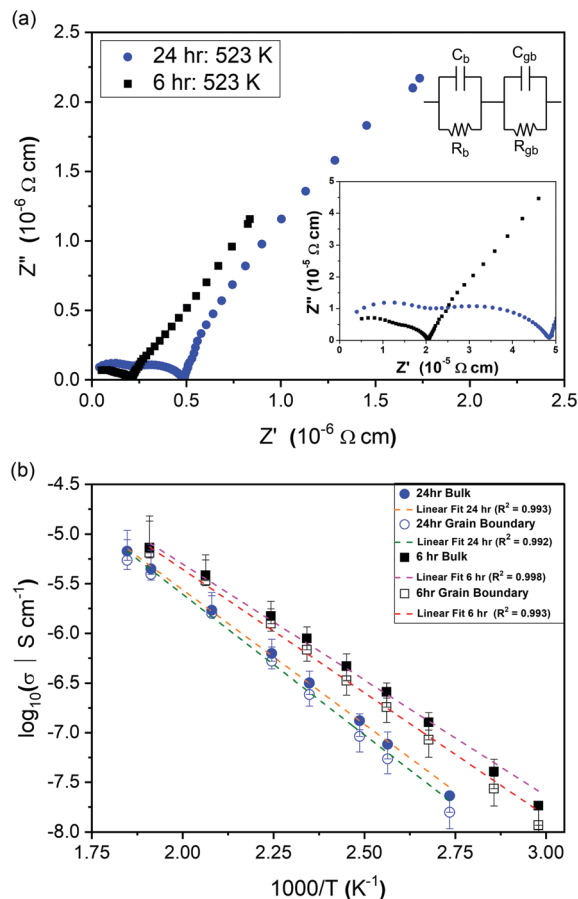 (a)
2.5
2.0
1.5
1.0
0.5
0.0
Z'' (10⁻⁶ Ω cm)
24 hr: 523 K
6 hr: 523 K
C_b
C_gb
R_b
R_gb
5
4
3
2
1
0
Z'' (10⁻⁵ Ω cm)
0 1 2 3 4 5
Z' (10⁻⁵ Ω cm)
0.0 0.5 1.0 1.5 2.0 2.5
Z' (10⁻⁶ Ω cm)
(b)
-4.5
-5.0
-5.5
-6.0
-6.5
-7.0
-7.5
-8.0
log₁₀(σ | S cm⁻¹)
24hr Bulk
Linear Fit 24 hr (R² = 0.993)
24hr Grain Boundary
Linear Fit 24 hr (R² = 0.992)
6 hr Bulk
Linear Fit 6 hr (R² = 0.998)
6hr Grain Boundary
Linear Fit 6 hr (R² = 0.993)
1.75 2.00 2.25 2.50 2.75 3.00
1000/T (K⁻¹)